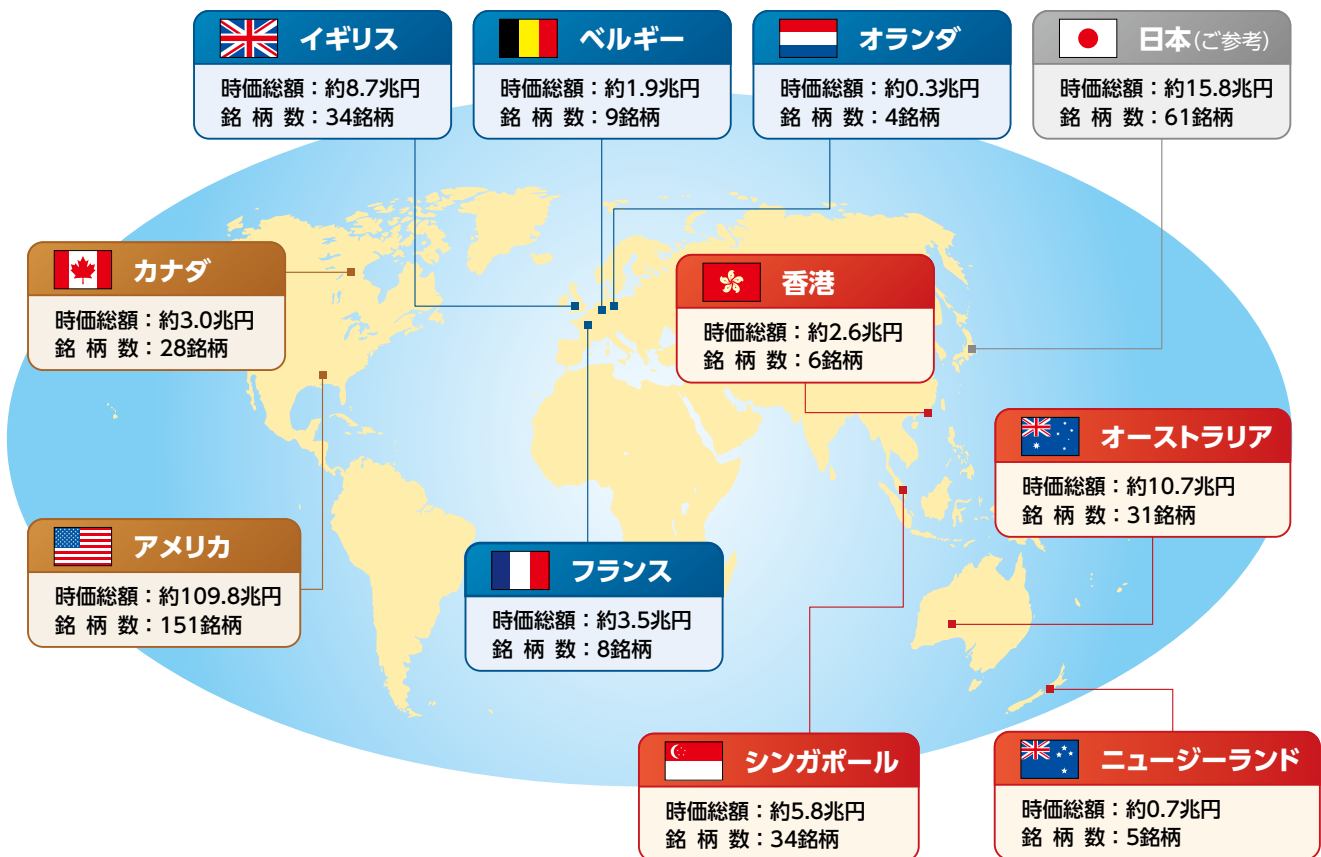 イギリス
時価総額：約8.7兆円
銘柄数：34銘柄
ベルギー
時価総額：約1.9兆円
銘柄数：9銘柄
オランダ
時価総額：約0.3兆円
銘柄数：4銘柄
日本(ご参考)
時価総額：約15.8兆円
銘柄数：61銘柄
カナダ
時価総額：約3.0兆円
銘柄数：28銘柄
香港
時価総額：約2.6兆円
銘柄数：6銘柄
オーストラリア
時価総額：約10.7兆円
銘柄数：31銘柄
アメリカ
時価総額：約109.8兆円
銘柄数：151銘柄
フランス
時価総額：約3.5兆円
銘柄数：8銘柄
シンガポール
時価総額：約5.8兆円
銘柄数：34銘柄
ニュージーランド
時価総額：約0.7兆円
銘柄数：5銘柄